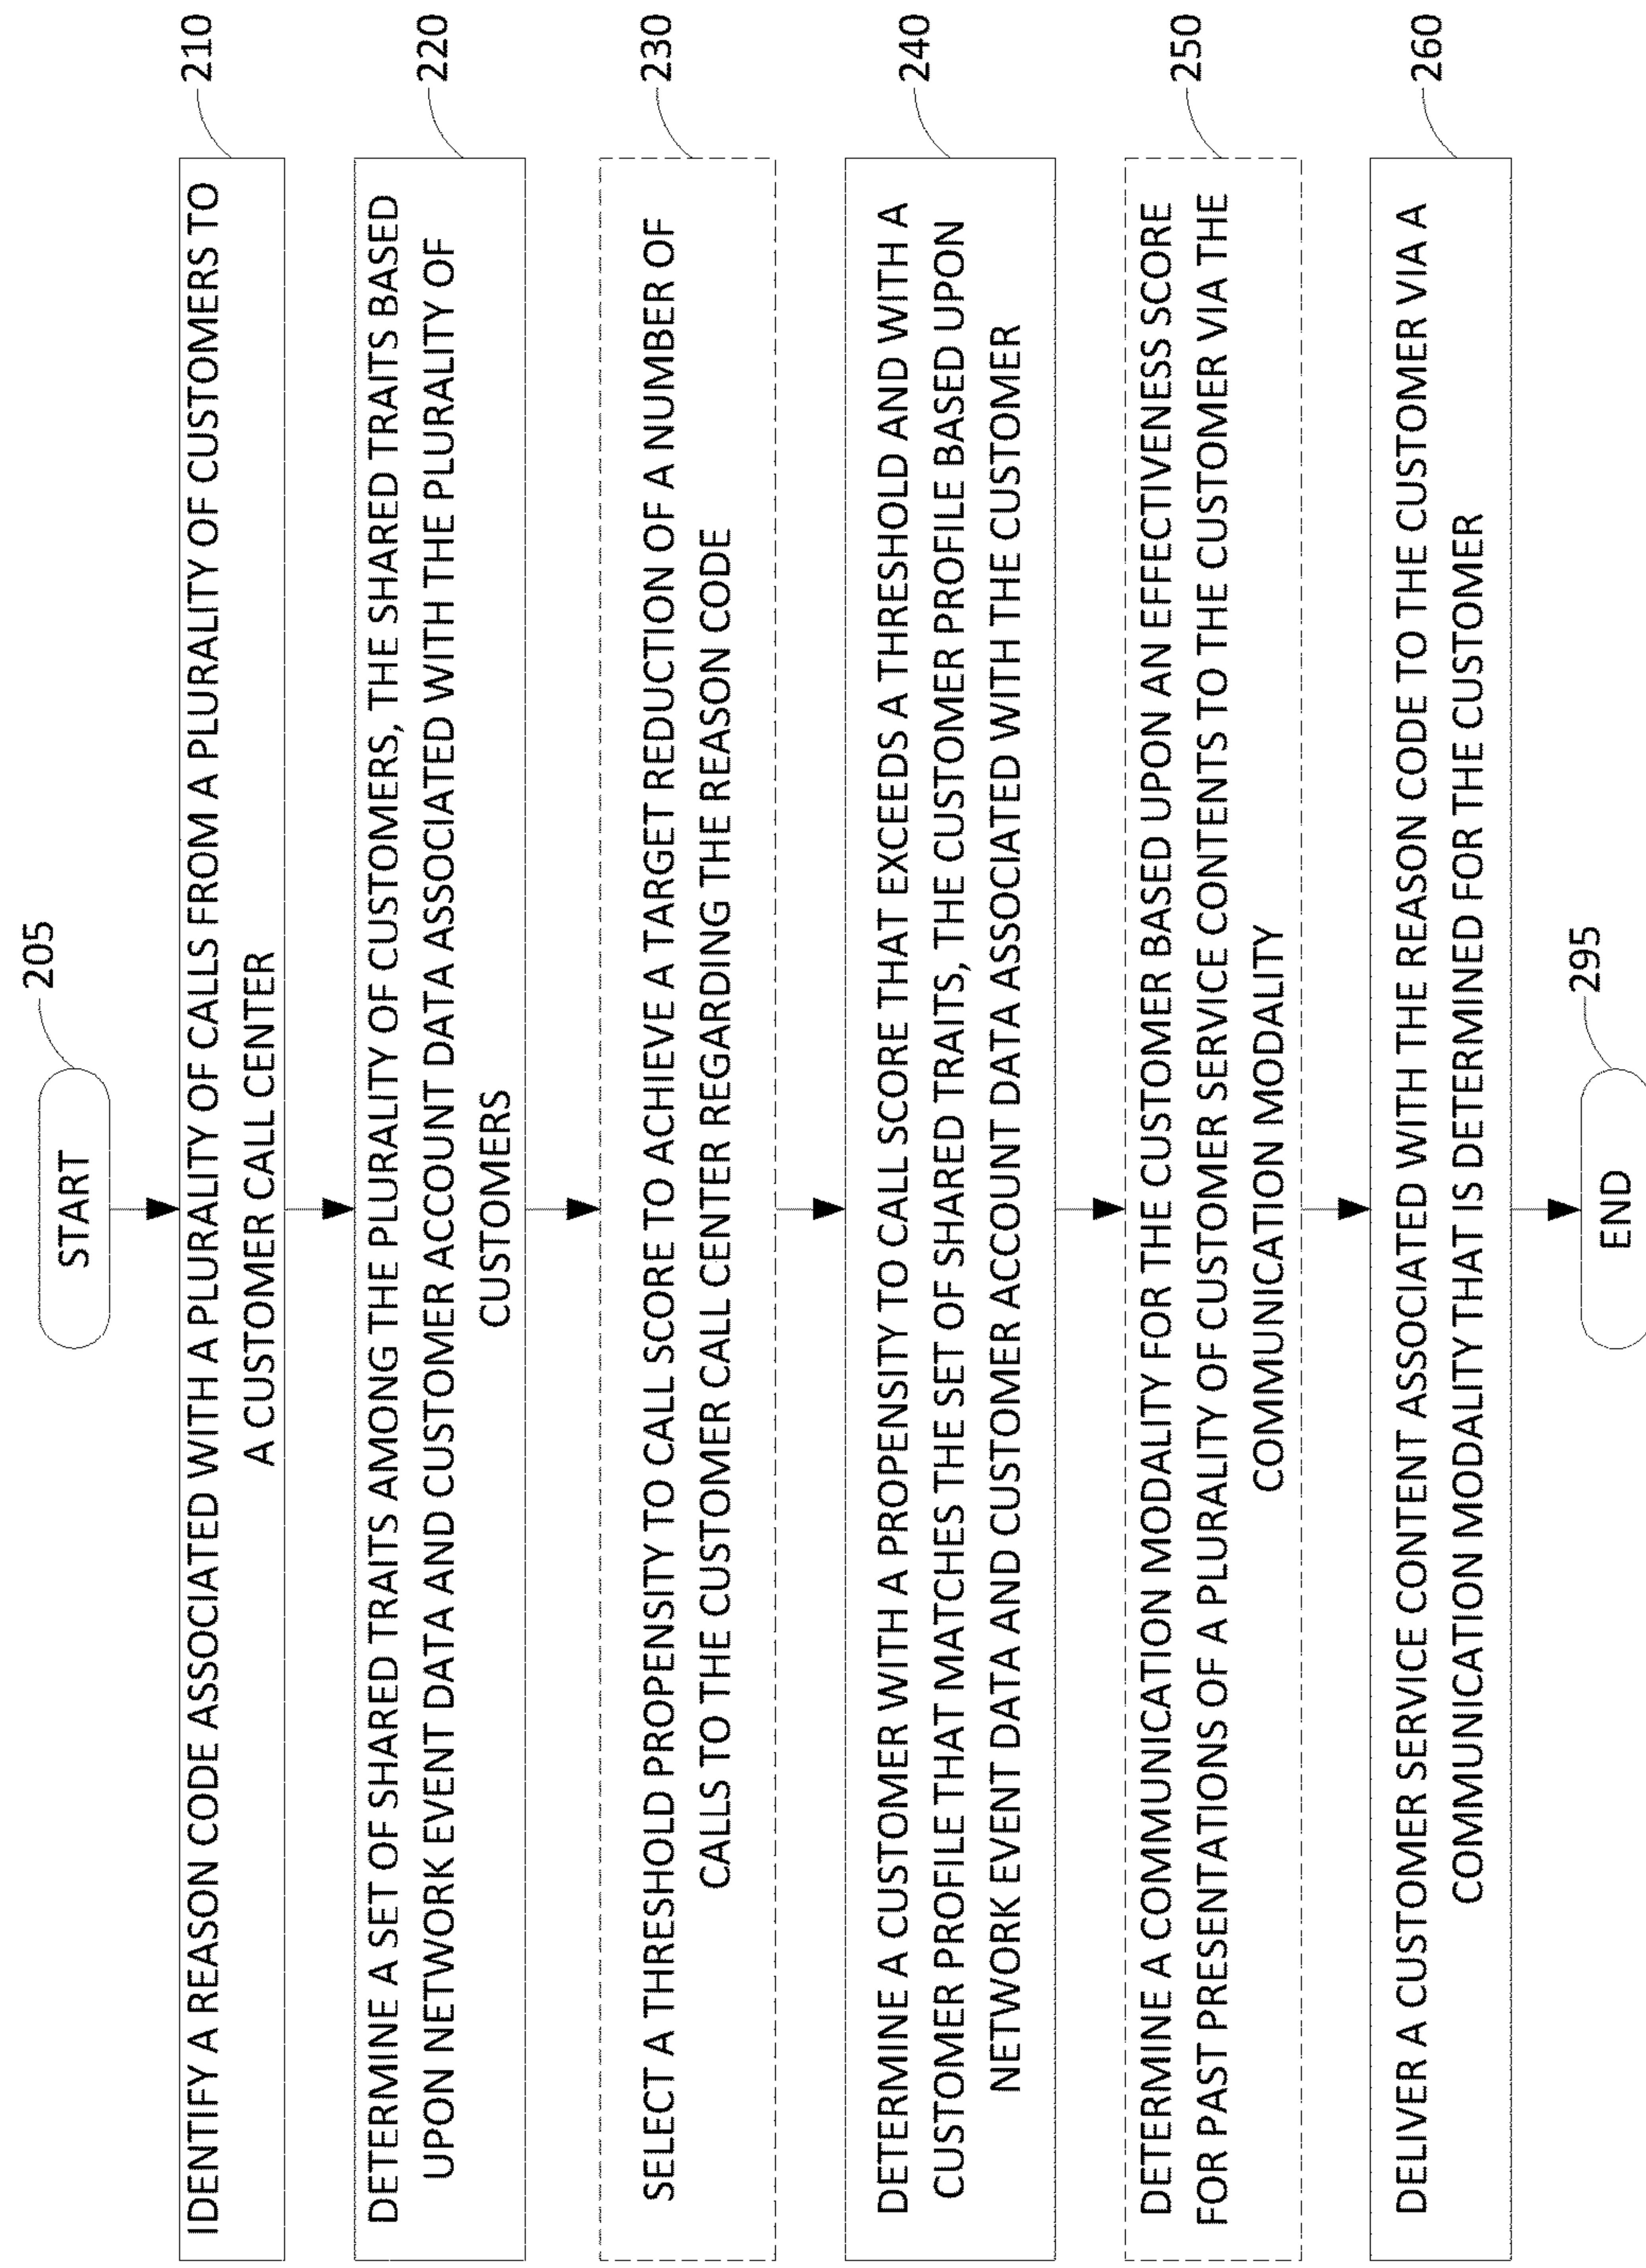 205
START
210
IDENTIFY A REASON CODE ASSOCIATED WITH A PLURALITY OF CALLS FROM A PLURALITY OF CUSTOMERS TO
A CUSTOMER CALL CENTER
220
DETERMINE A SET OF SHARED TRAITS AMONG THE PLURALITY OF CUSTOMERS, THE SHARED TRAITS BASED
UPON NETWORK EVENT DATA AND CUSTOMER ACCOUNT DATA ASSOCIATED WITH THE PLURALITY OF
CUSTOMERS
230
SELECT A THRESHOLD PROPENSITY TO CALL SCORE TO ACHIEVE A TARGET REDUCTION OF A NUMBER OF
CALLS TO THE CUSTOMER CALL CENTER REGARDING THE REASON CODE
240
DETERMINE A CUSTOMER WITH A PROPENSITY TO CALL SCORE THAT EXCEEDS A THRESHOLD AND WITH A
CUSTOMER PROFILE THAT MATCHES THE SET OF SHARED TRAITS, THE CUSTOMER PROFILE BASED UPON
NETWORK EVENT DATA AND CUSTOMER ACCOUNT DATA ASSOCIATED WITH THE CUSTOMER
250
DETERMINE A COMMUNICATION MODALITY FOR THE CUSTOMER BASED UPON AN EFFECTIVENESS SCORE
FOR PAST PRESENTATIONS OF A PLURALITY OF CUSTOMER SERVICE CONTENTS TO THE CUSTOMER VIA THE
COMMUNICATION MODALITY
260
DELIVER A CUSTOMER SERVICE CONTENT ASSOCIATED WITH THE REASON CODE TO THE CUSTOMER VIA A
COMMUNICATION MODALITY THAT IS DETERMINED FOR THE CUSTOMER
295
END